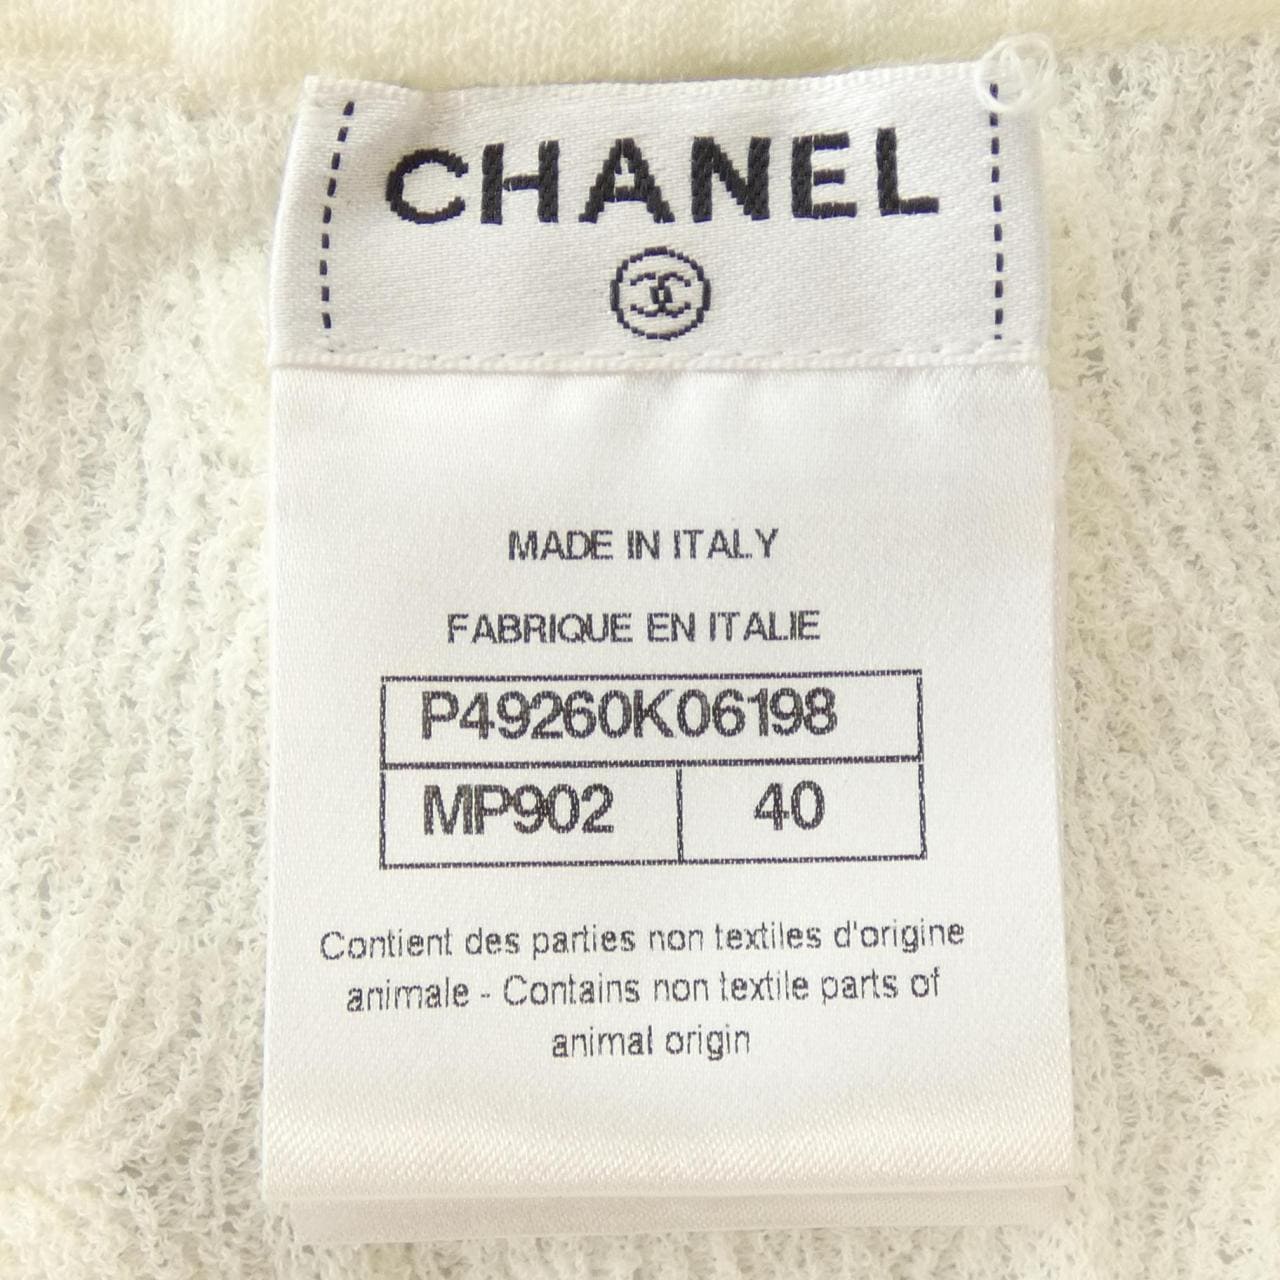 CHANEL
MADE IN ITALY
FABRIQUE EN ITALIE
P49260K06198
MP902 40
Contient des parties non textiles d'origine
animale - Contains non textile parts of
animal origin